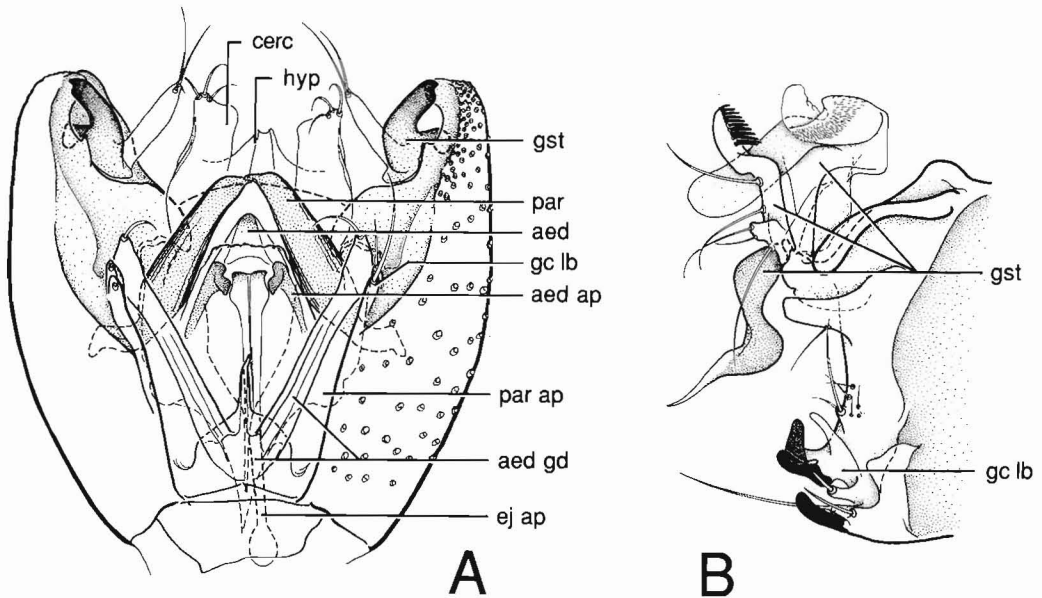 cerc
hyp
gst
par
aed
gc lb
aed ap
par ap
aed gd
ej ap
A
gst
gc lb
B